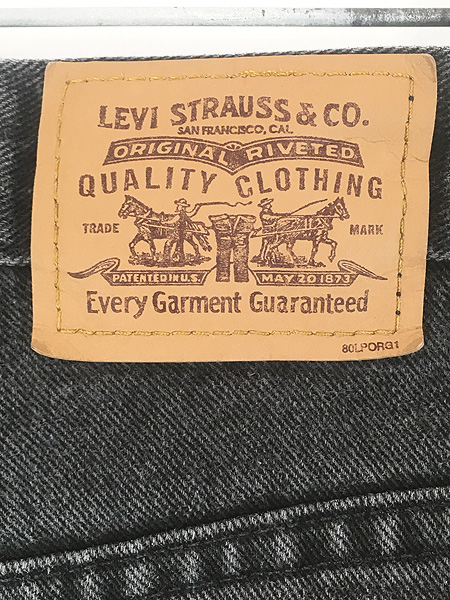 LEVI STRAUSS & CO.
SAN FRANCISCO, CAL.
ORIGINAL RIVETED
QUALITY CLOTHING
TRADE MARK
PATENTED IN U.S. MAY 20 1873
Every Garment Guaranteed
80LPORG1